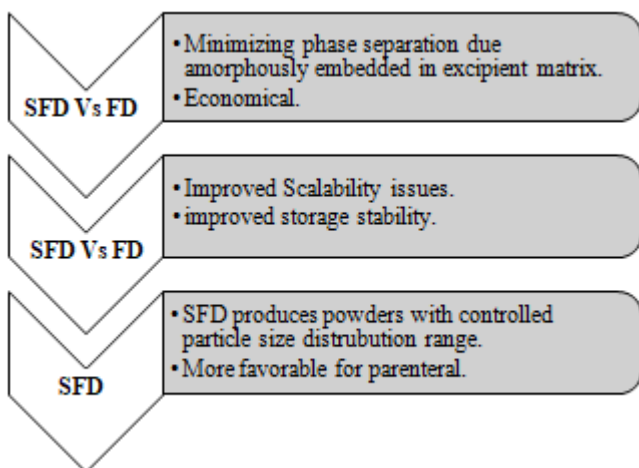 SFD Vs FD
•Minimizing phase separation due
amorphously embedded in excipient matrix.
•Economical.
SFD Vs FD
•Improved Scalability issues.
•improved storage stability.
SFD
•SFD produces powders with controlled
particle size distrubution range.
•More favorable for parenteral.